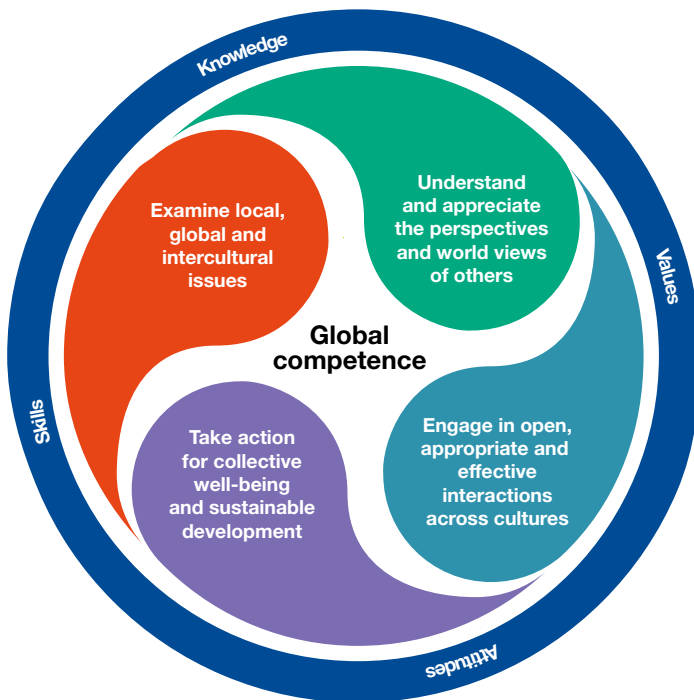 Knowledge
Examine local,
global and
intercultural
issues
Understand
and appreciate
the perspectives
and world views
of others
Values
Global
competence
Skills
Take action
for collective
well-being
and sustainable
development
Engage in open,
appropriate and
effective
interactions
across cultures
Attitudes